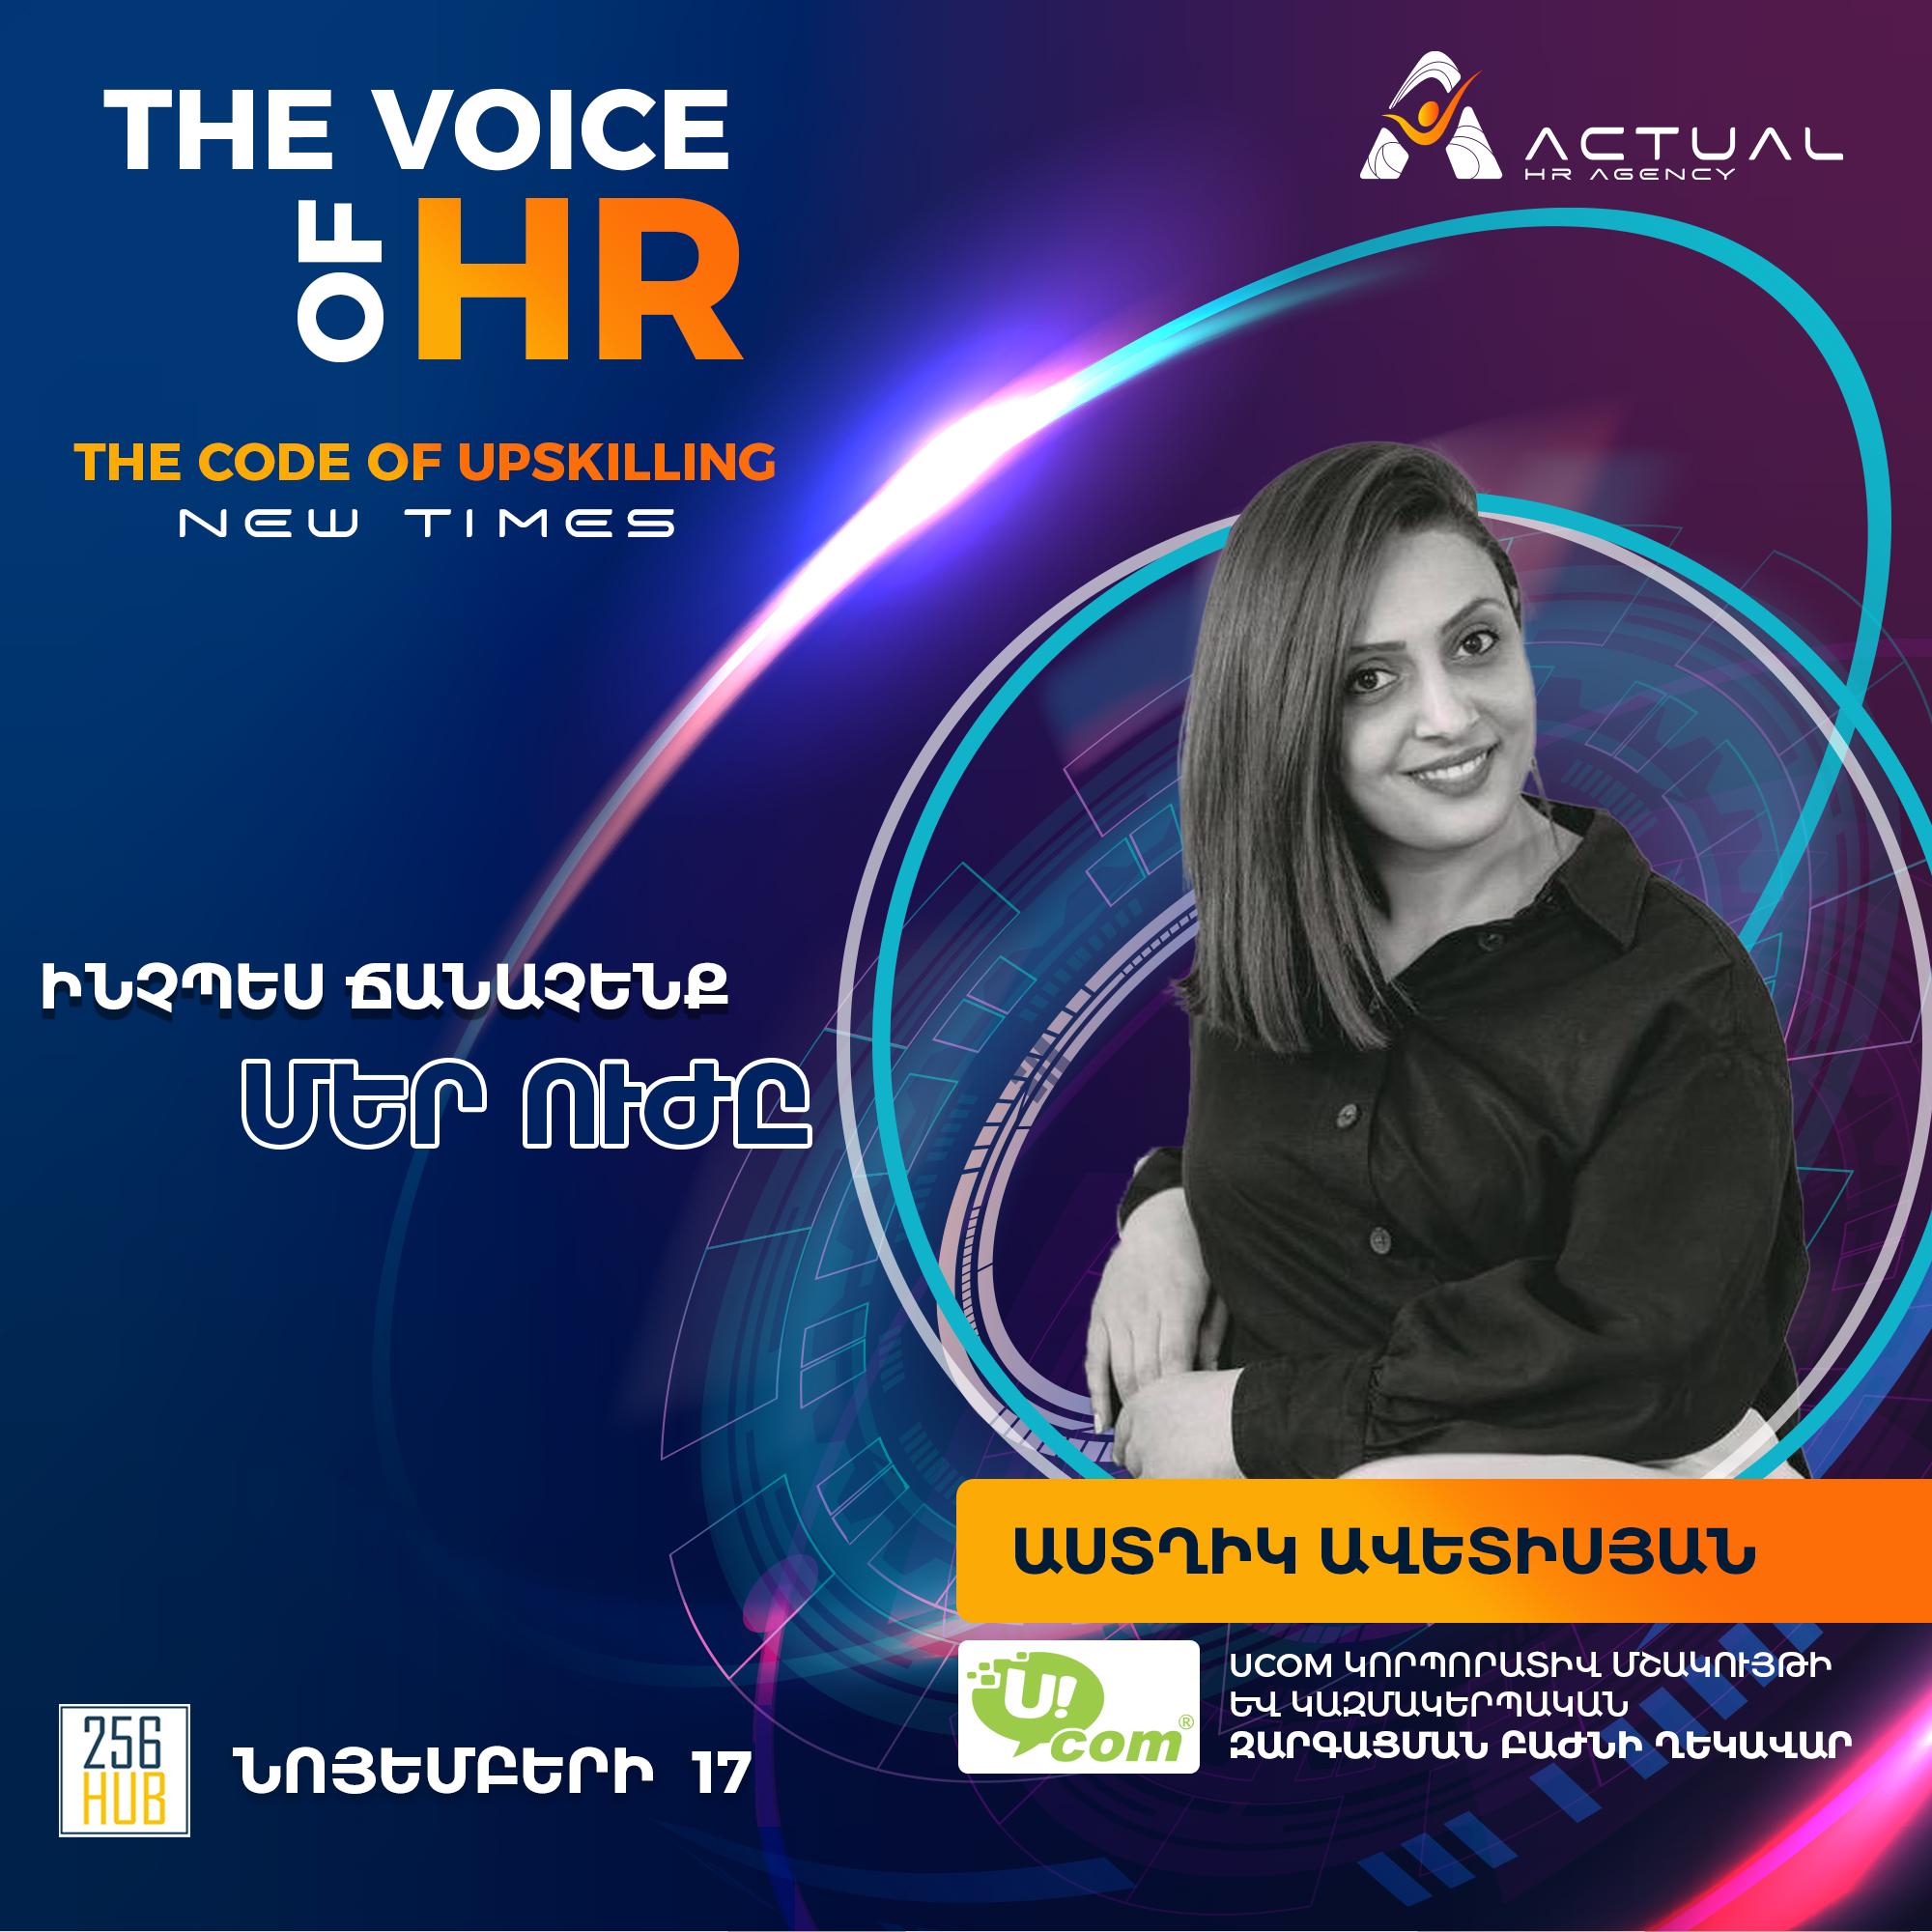 THE VOICE
OF HR
ACTUAL
HR AGENCY
THE CODE OF UPSKILLING
NEW TIMES
ԻՆՉՊԵՍ ՃԱՆԱՉԵՆՔ
ՄԵՐ ՈՒԺԸ
ԱՍՏՂԻԿ ԱՎԵՏԻՍՅԱՆ
U!
com®
UCOM ԿՈՐՊՈՐԱՏԻՎ ՄՇԱԿՈՒՅԹԻ
ԵՎ ԿԱԶՄԱԿԵՐՊԱԿԱՆ
ԶԱՐԳԱՑՄԱՆ ԲԱԺՆԻ ՂԵԿԱՎԱՐ
256
HUB
ՆՈՅԵՄԲԵՐԻ 17